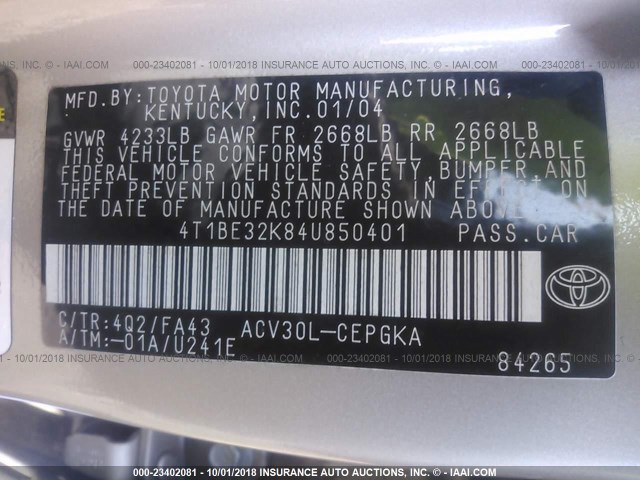 000-23402081 - 10/01/2018 INSURANCE AUTO AUCTIONS, INC. © - IAAI.COM
MFD.BY:TOYOTA MOTOR MANUFACTURING,
KENTUCKY,INC.01/04
GVWR 4233LB GAWR FR 2668LB RR 2668LB
THIS VEHICLE CONFORMS TO ALL APPLICABLE
FEDERAL MOTOR VEHICLE SAFETY,BUMPER,AND
THEFT PREVENTION STANDARDS IN EFFECT ON
THE DATE OF MANUFACTURE SHOWN ABOVE.
4T1BE32K84U850401 PASS.CAR
C/TR:4Q2/FA43 ACV30L-CEPGKA
A/TM:-01A/U241E
84265
000-23402081 - 10/01/2018 INSURANCE AUTO AUCTIONS, INC. © - IAAI.COM